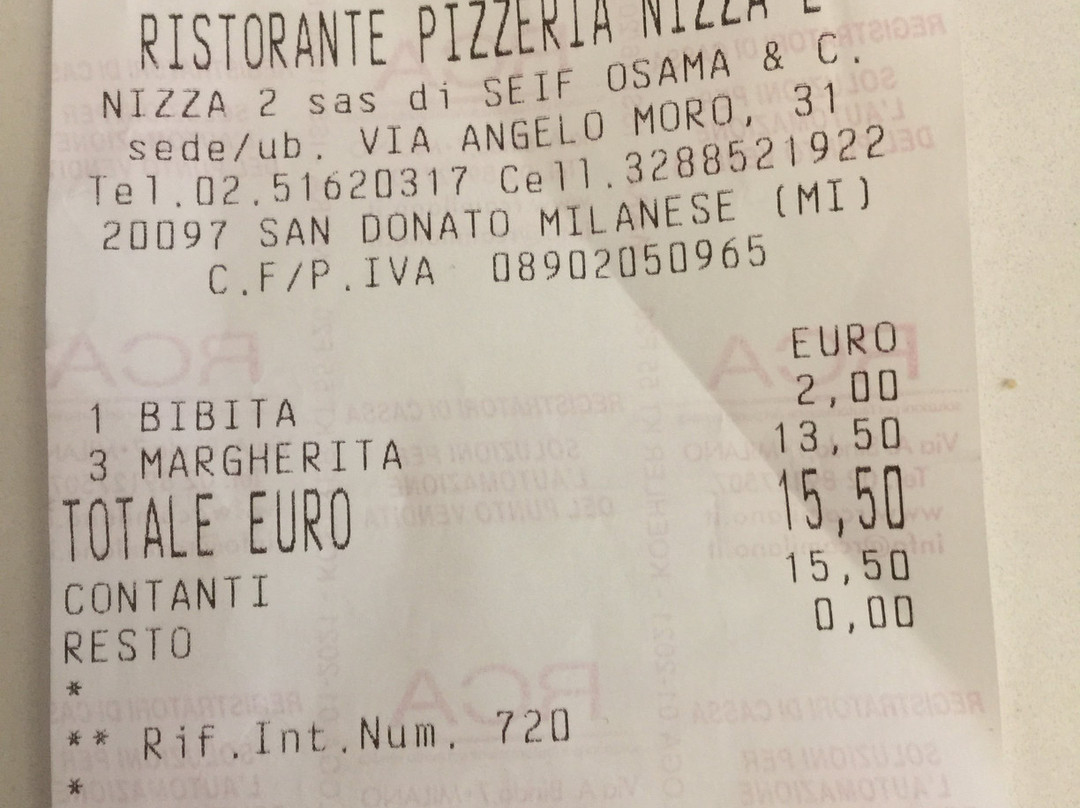 RISTORANTE PIZZERIA NIZZA
NIZZA 2 sas di SEIF OSAMA & C.
sede/ub. VIA ANGELO MORO, 31
Tel.02.51620317 Cell.3288521922
20097 SAN DONATO MILANESE (MI)
C.F/P.IVA 08902050965
EURO
1 BIBITA 2,00
3 MARGHERITA 13,50
TOTALE EURO 15,50
CONTANTI 15,50
RESTO 0,00
*
** Rif.Int.Num. 720
*